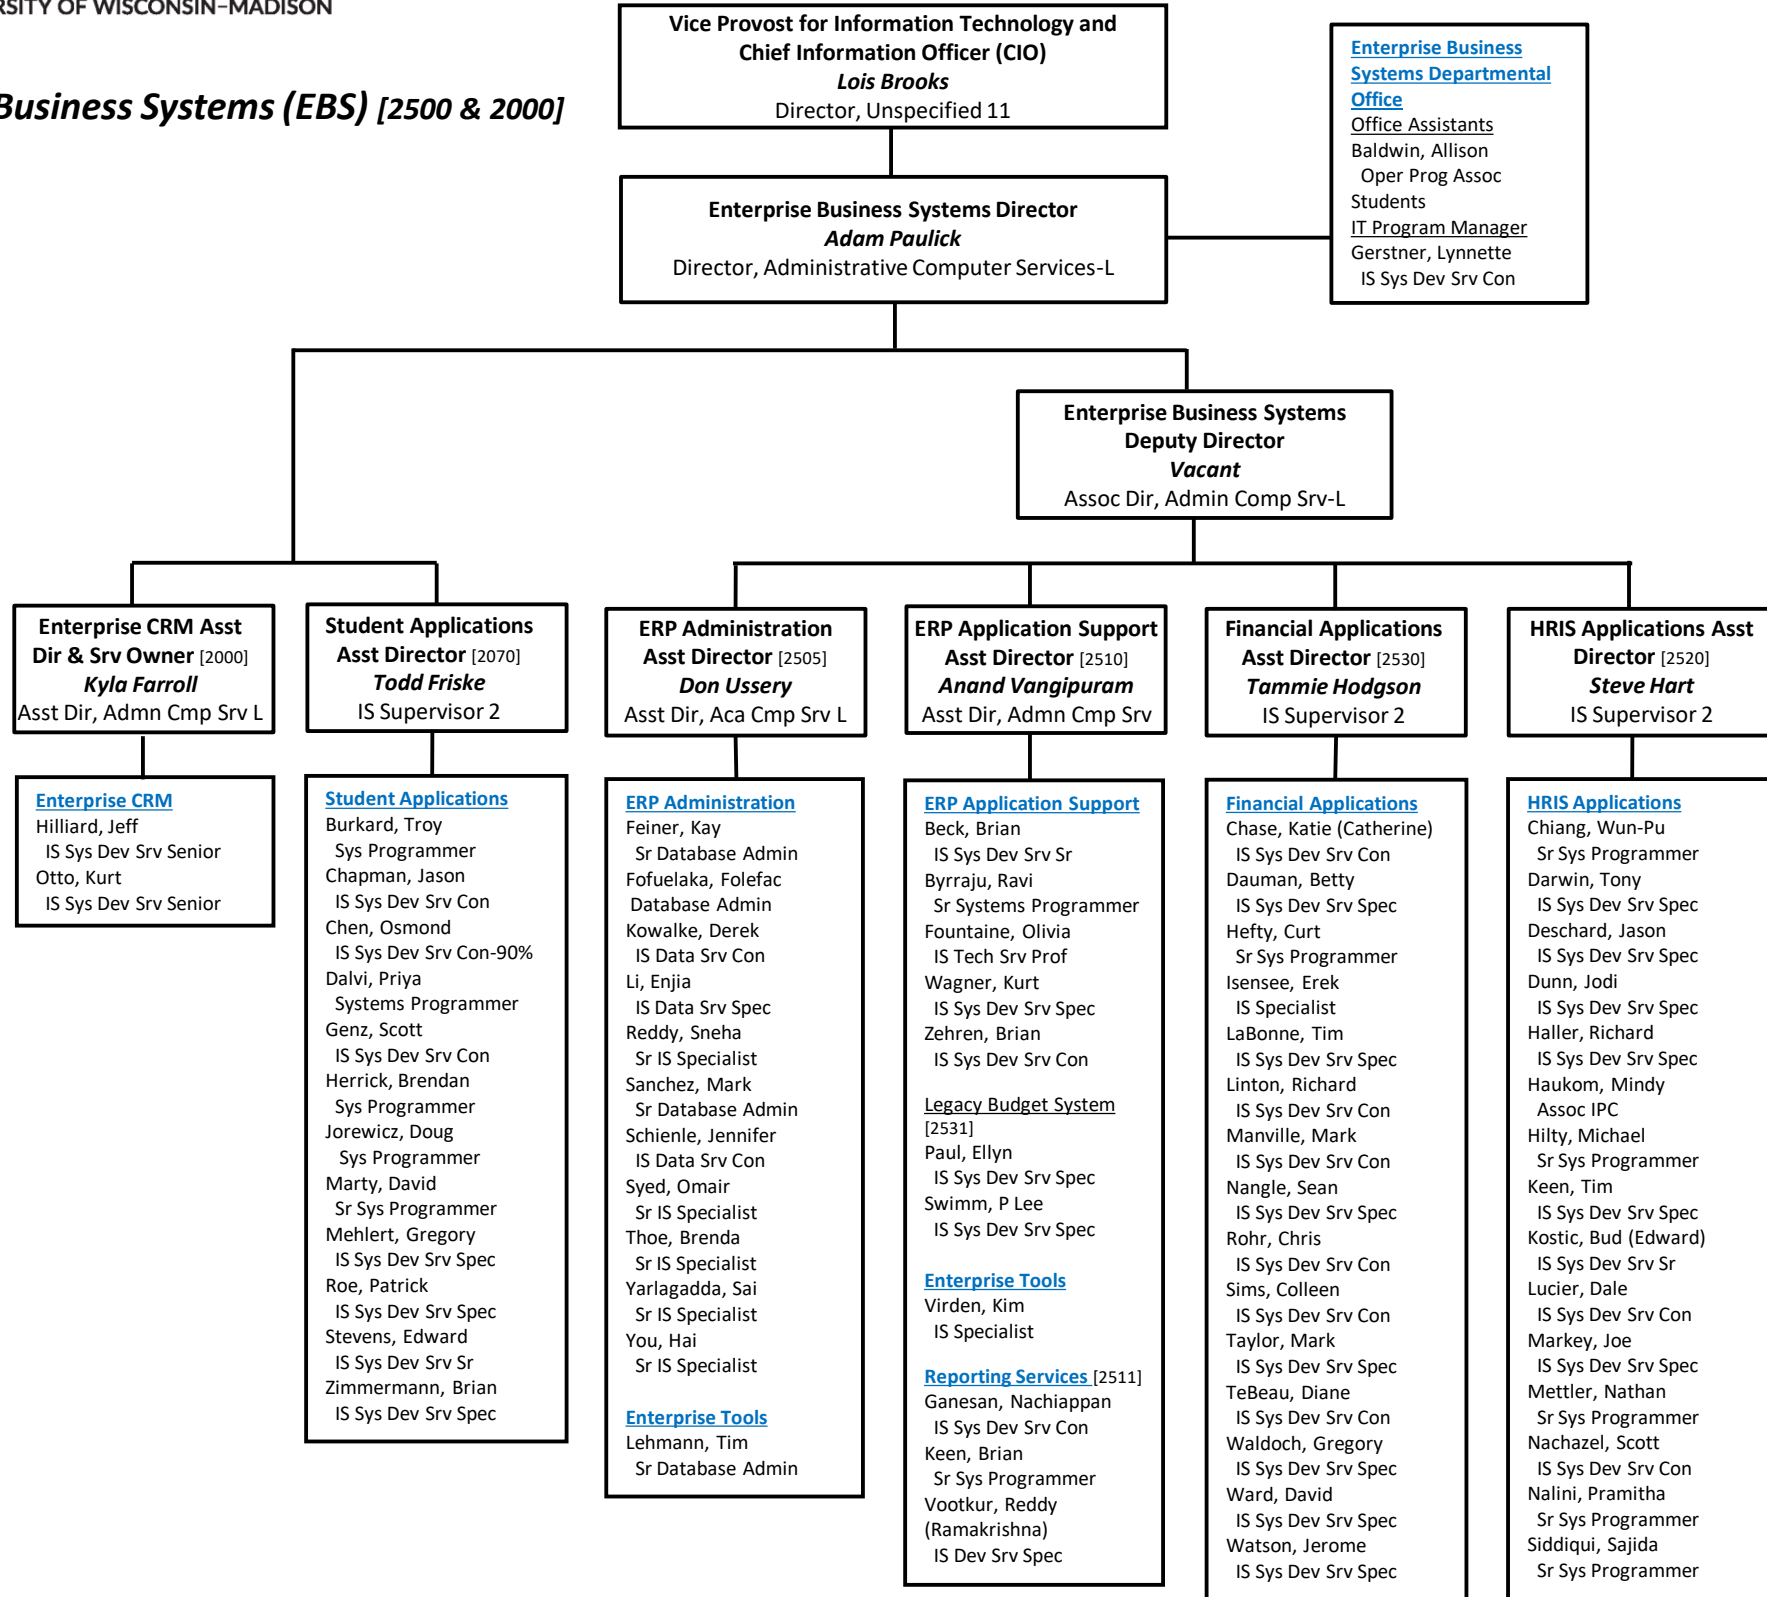 RSITY OF WISCONSIN–MADISON
Business Systems (EBS) [2500 & 2000]
Vice Provost for Information Technology and
Chief Information Officer (CIO)
Lois Brooks
Director, Unspecified 11
Enterprise Business
Systems Departmental
Office
Office Assistants
Baldwin, Allison
Oper Prog Assoc
Students
IT Program Manager
Gerstner, Lynnette
IS Sys Dev Srv Con
Enterprise Business Systems Director
Adam Paulick
Director, Administrative Computer Services-L
Enterprise Business Systems
Deputy Director
Vacant
Assoc Dir, Admin Comp Srv-L
Enterprise CRM Asst
Dir & Srv Owner [2000]
Kyla Farroll
Asst Dir, Admn Cmp Srv L
Student Applications
Asst Director [2070]
Todd Friske
IS Supervisor 2
ERP Administration
Asst Director [2505]
Don Ussery
Asst Dir, Aca Cmp Srv L
ERP Application Support
Asst Director [2510]
Anand Vangipuram
Asst Dir, Admn Cmp Srv
Financial Applications
Asst Director [2530]
Tammie Hodgson
IS Supervisor 2
HRIS Applications Asst
Director [2520]
Steve Hart
IS Supervisor 2
Enterprise CRM
Hilliard, Jeff
IS Sys Dev Srv Senior
Otto, Kurt
IS Sys Dev Srv Senior
Student Applications
Burkard, Troy
Sys Programmer
Chapman, Jason
IS Sys Dev Srv Con
Chen, Osmond
IS Sys Dev Srv Con-90%
Dalvi, Priya
Systems Programmer
Genz, Scott
IS Sys Dev Srv Con
Herrick, Brendan
Sys Programmer
Jorewicz, Doug
Sys Programmer
Marty, David
Sr Sys Programmer
Mehlert, Gregory
IS Sys Dev Srv Spec
Roe, Patrick
IS Sys Dev Srv Spec
Stevens, Edward
IS Sys Dev Srv Sr
Zimmermann, Brian
IS Sys Dev Srv Spec
ERP Administration
Feiner, Kay
Sr Database Admin
Fofuelaka, Folefac
Database Admin
Kowalke, Derek
IS Data Srv Con
Li, Enjia
IS Data Srv Spec
Reddy, Sneha
Sr IS Specialist
Sanchez, Mark
Sr Database Admin
Schienle, Jennifer
IS Data Srv Con
Syed, Omair
Sr IS Specialist
Thoe, Brenda
Sr IS Specialist
Yarlagadda, Sai
Sr IS Specialist
You, Hai
Sr IS Specialist
Enterprise Tools
Lehmann, Tim
Sr Database Admin
ERP Application Support
Beck, Brian
IS Sys Dev Srv Sr
Byrraju, Ravi
Sr Systems Programmer
Fountaine, Olivia
IS Tech Srv Prof
Wagner, Kurt
IS Sys Dev Srv Spec
Zehren, Brian
IS Sys Dev Srv Con
Legacy Budget System
[2531]
Paul, Ellyn
IS Sys Dev Srv Spec
Swimm, P Lee
IS Sys Dev Srv Spec
Enterprise Tools
Virden, Kim
IS Specialist
Reporting Services [2511]
Ganesan, Nachiappan
IS Sys Dev Srv Con
Keen, Brian
Sr Sys Programmer
Vootkur, Reddy
(Ramakrishna)
IS Dev Srv Spec
Financial Applications
Chase, Katie (Catherine)
IS Sys Dev Srv Con
Dauman, Betty
IS Sys Dev Srv Spec
Hefty, Curt
Sr Sys Programmer
Isensee, Erek
IS Specialist
LaBonne, Tim
IS Sys Dev Srv Spec
Linton, Richard
IS Sys Dev Srv Con
Manville, Mark
IS Sys Dev Srv Con
Nangle, Sean
IS Sys Dev Srv Spec
Rohr, Chris
IS Sys Dev Srv Con
Sims, Colleen
IS Sys Dev Srv Con
Taylor, Mark
IS Sys Dev Srv Spec
TeBeau, Diane
IS Sys Dev Srv Con
Waldoch, Gregory
IS Sys Dev Srv Spec
Ward, David
IS Sys Dev Srv Spec
Watson, Jerome
IS Sys Dev Srv Spec
HRIS Applications
Chiang, Wun-Pu
Sr Sys Programmer
Darwin, Tony
IS Sys Dev Srv Spec
Deschard, Jason
IS Sys Dev Srv Spec
Dunn, Jodi
IS Sys Dev Srv Spec
Haller, Richard
IS Sys Dev Srv Spec
Haukom, Mindy
Assoc IPC
Hilty, Michael
Sr Sys Programmer
Keen, Tim
IS Sys Dev Srv Spec
Kostic, Bud (Edward)
IS Sys Dev Srv Sr
Lucier, Dale
IS Sys Dev Srv Con
Markey, Joe
IS Sys Dev Srv Spec
Mettler, Nathan
Sr Sys Programmer
Nachazel, Scott
IS Sys Dev Srv Con
Nalini, Pramitha
Sr Sys Programmer
Siddiqui, Sajida
Sr Sys Programmer